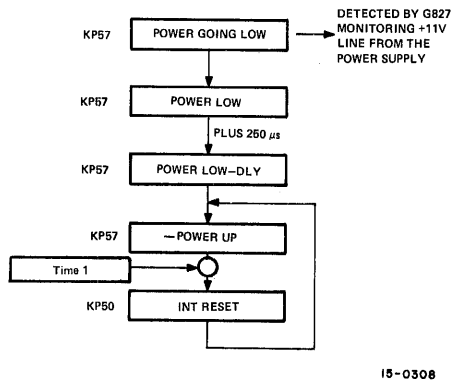 KP57 POWER GOING LOW
DETECTED BY G827
MONITORING +11V
LINE FROM THE
POWER SUPPLY
KP57 POWER LOW
PLUS 250 μs
KP57 POWER LOW–DLY
KP57 –POWER UP
Time 1
KP50 INT RESET
15-0308